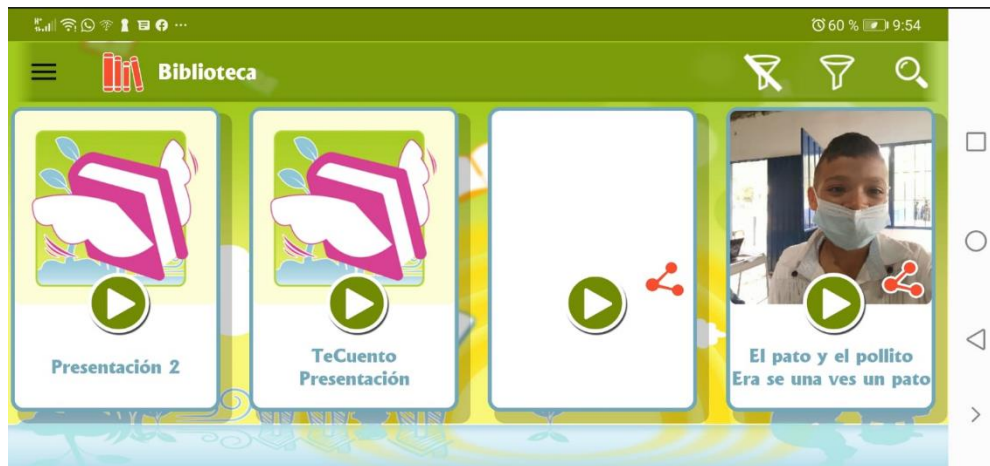 60 % 9:54
Biblioteca
Presentación 2
TeCuento
Presentación
El pato y el pollito
Era se una ves un pato